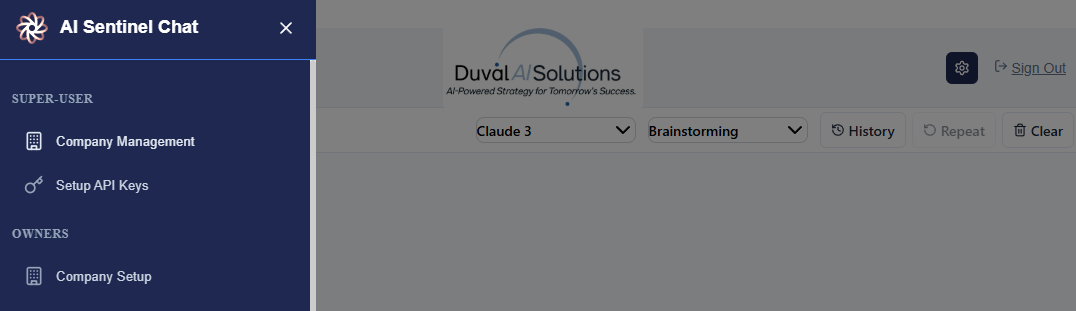 AI Sentinel Chat
SUPER-USER
Company Management
Setup API Keys
OWNERS
Company Setup
Duval AI Solutions
AI-Powered Strategy for Tomorrow's Success.
Sign Out
Claude 3
Brainstorming
History
Repeat
Clear